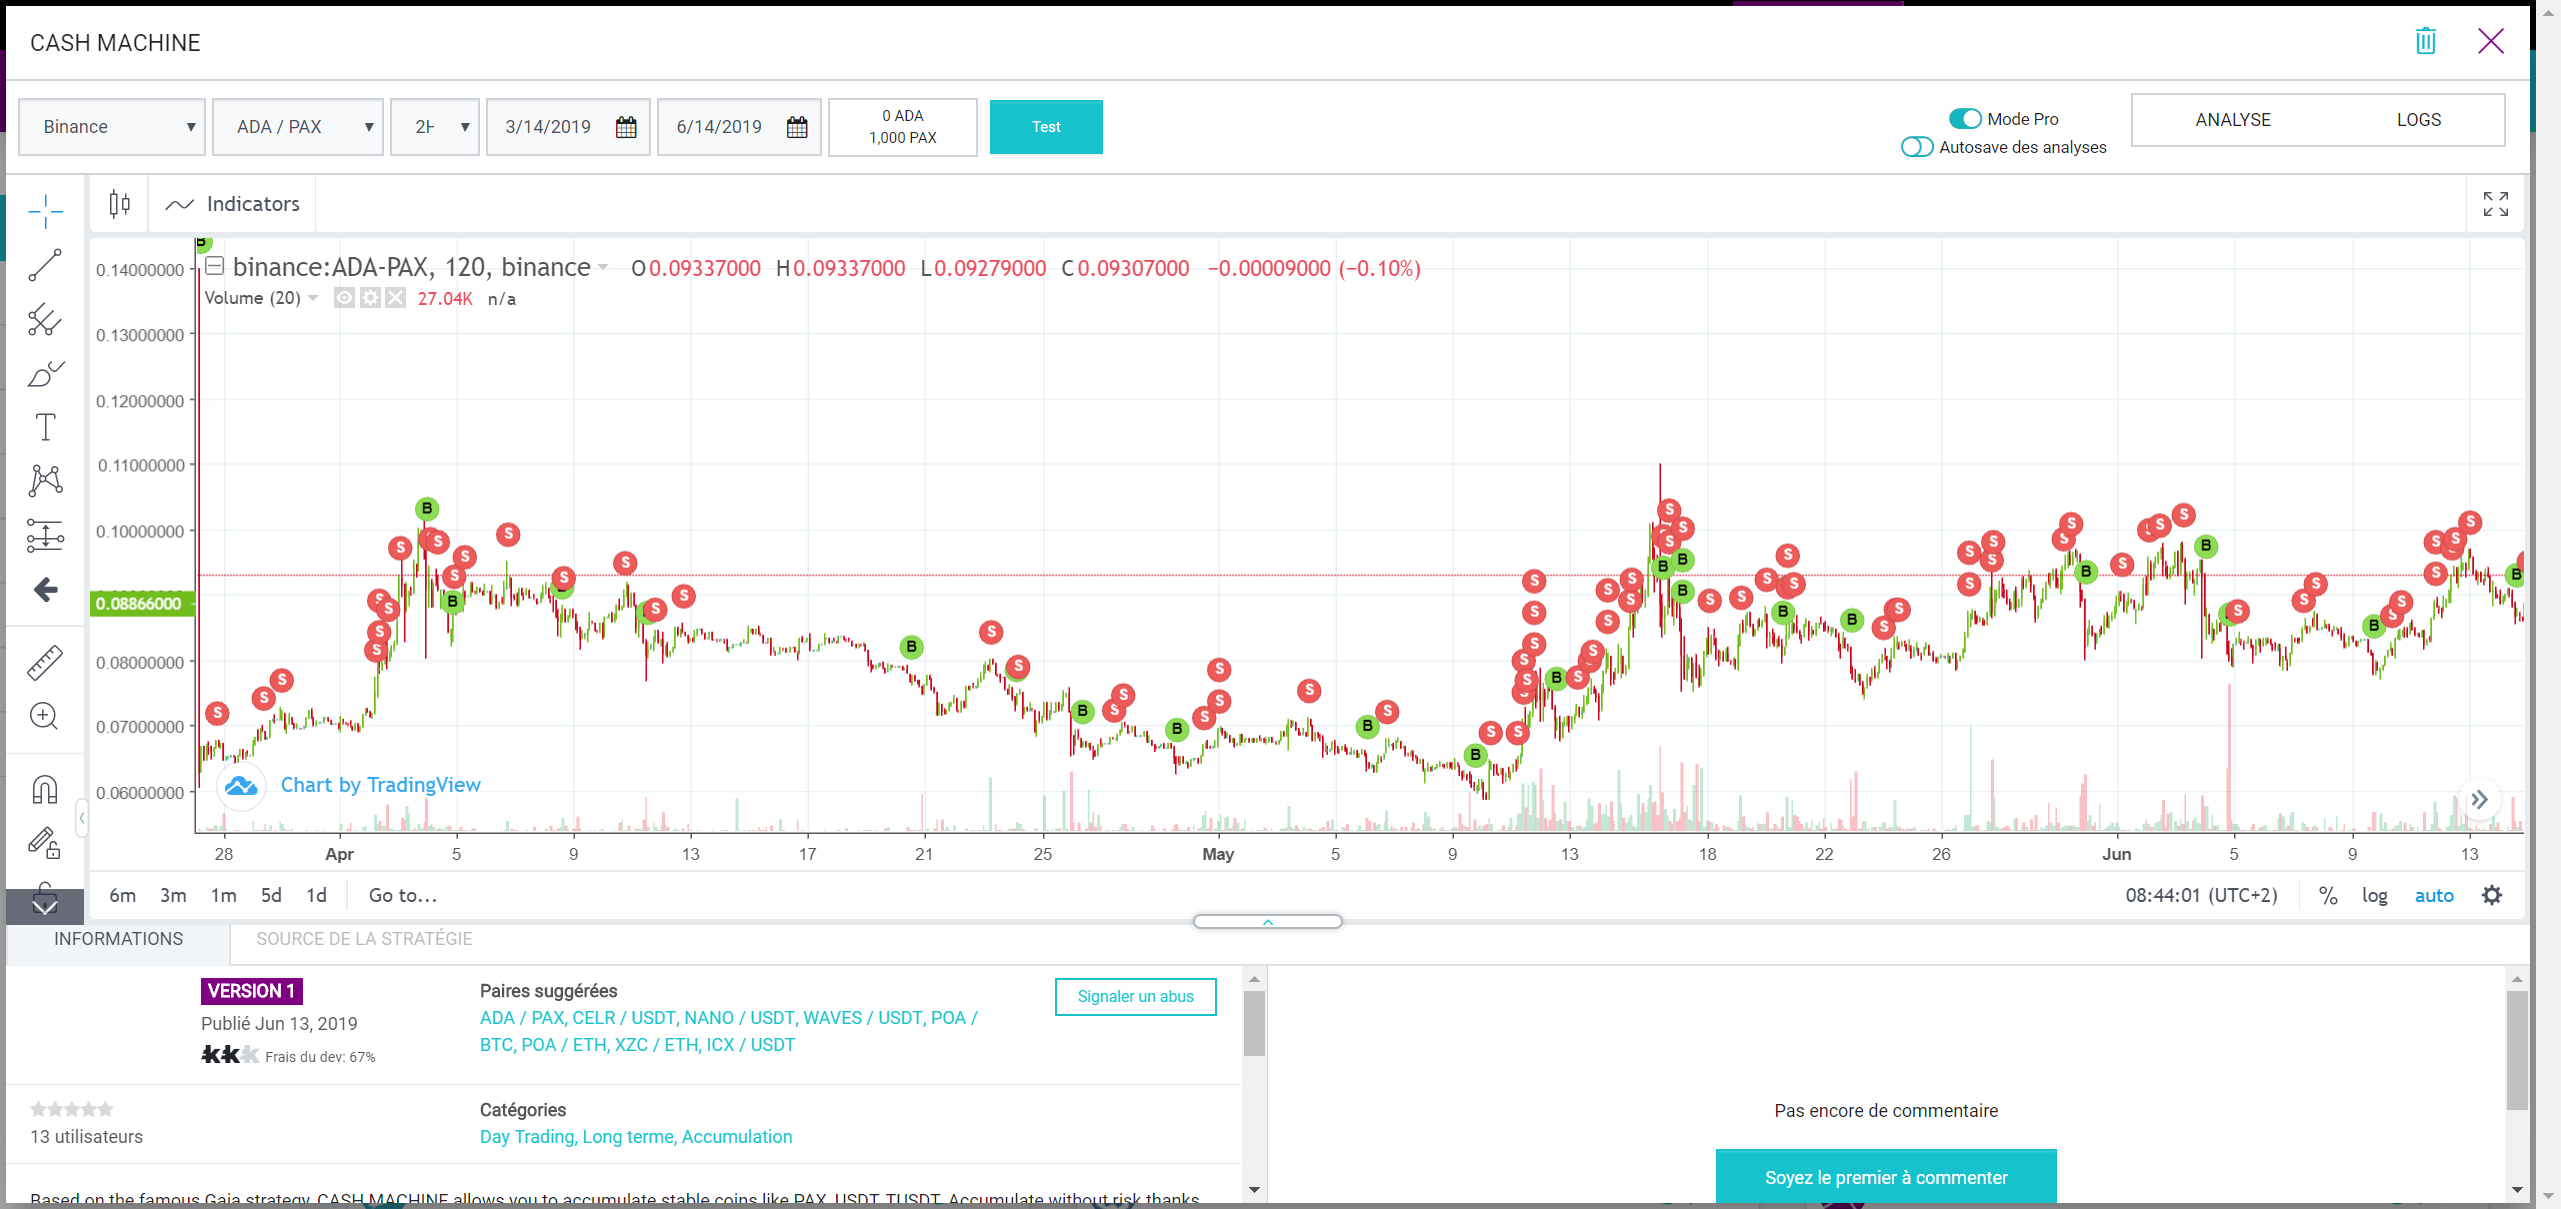 CASH MACHINE
Binance ▼ ADA / PAX ▼ 2H ▼ 3/14/2019 6/14/2019
0 ADA
1,000 PAX
Test
Mode Pro
Autosave des analyses
ANALYSE LOGS
Indicators
binance:ADA-PAX, 120, binance O0.09337000 H0.09337000 L0.09279000 C0.09307000 −0.00009000 (−0.10%)
Volume (20) 27.04K n/a
0.14000000
0.13000000
0.12000000
0.11000000
0.10000000
0.08866000
0.08000000
0.07000000
0.06000000
Chart by TradingView
28 Apr 5 9 13 17 21 25 May 5 9 13 18 22 26 Jun 5 9 13
6m 3m 1m 5d 1d Go to... 08:44:01 (UTC+2) % log auto
INFORMATIONS SOURCE DE LA STRATÉGIE
VERSION 1
Publié Jun 13, 2019
Frais du dev: 67%
Paires suggérées
ADA / PAX, CELR / USDT, NANO / USDT, WAVES / USDT, POA /
BTC, POA / ETH, XZC / ETH, ICX / USDT
Signaler un abus
13 utilisateurs
Catégories
Day Trading, Long terme, Accumulation
Pas encore de commentaire
Soyez le premier à commenter
Based on the famous Gaia strategy, CASH MACHINE allows you to accumulate stable coins like PAX, USDT, TUSDT. Accumulate without risk thanks